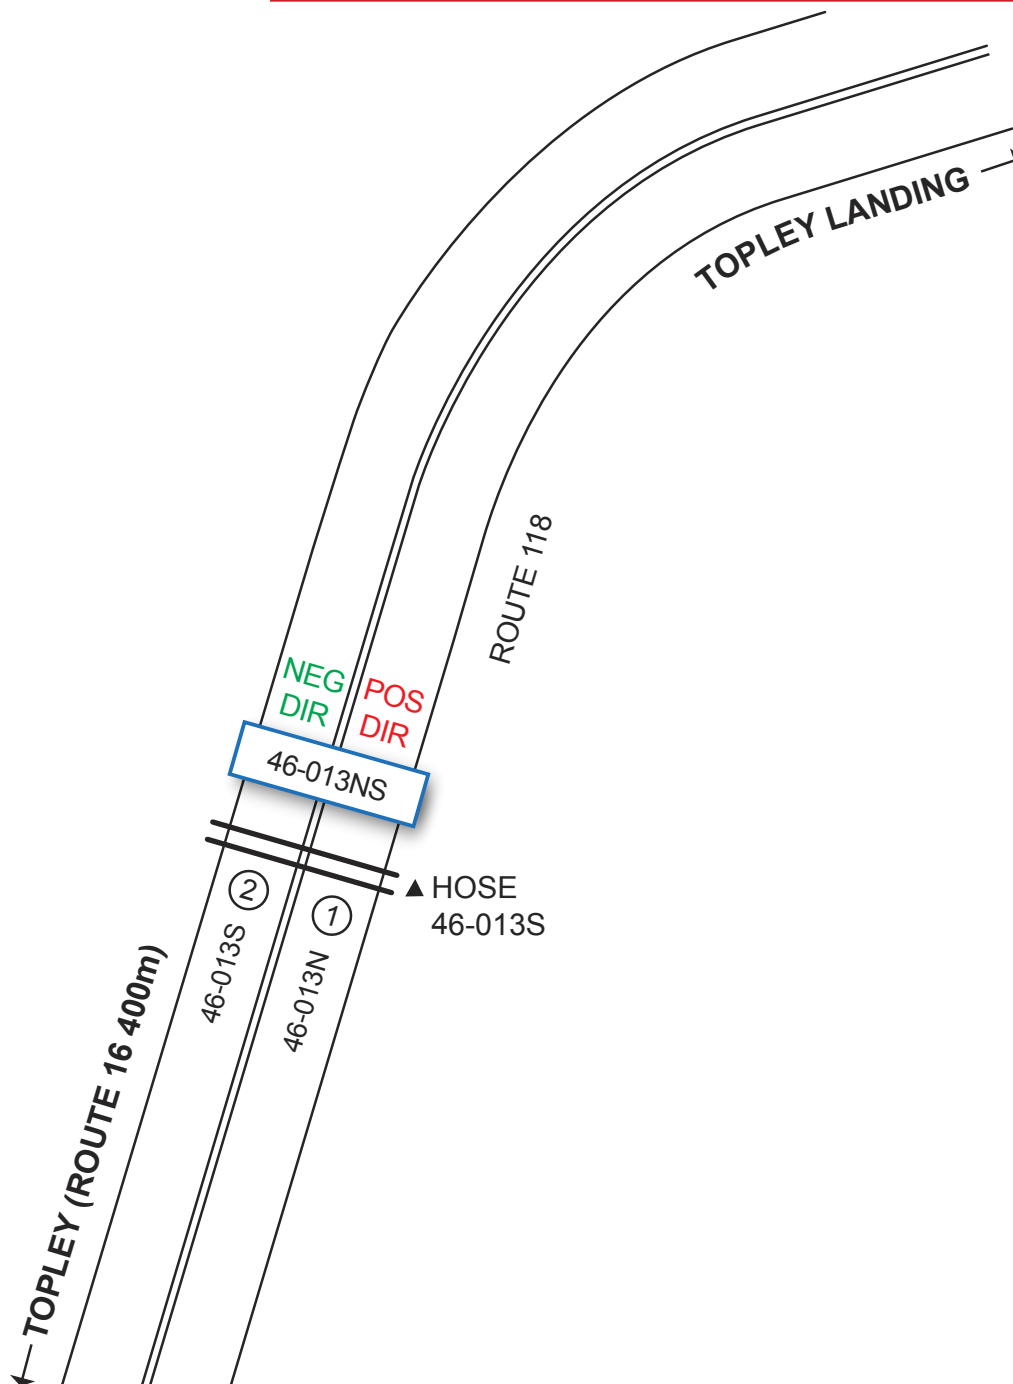 TOPLEY LANDING
ROUTE 118
NEG
DIR
POS
DIR
46-013NS
2
1
HOSE
46-013S
46-013S
46-013N
TOPLEY (ROUTE 16 400m)